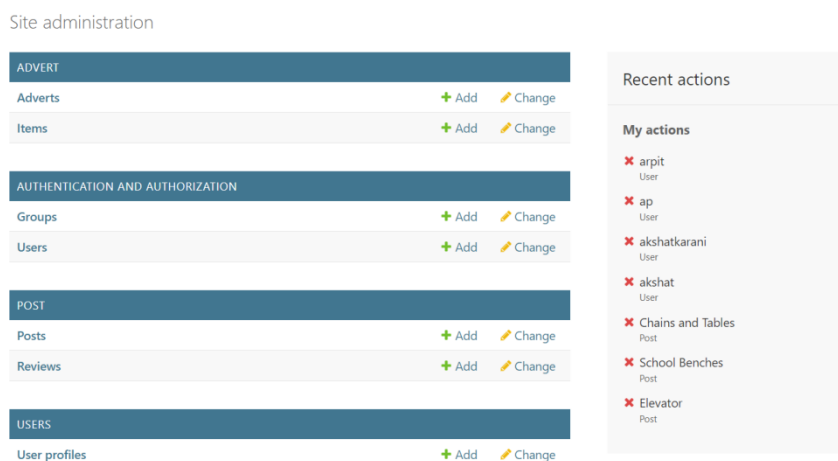 Site administration
ADVERT
Adverts Add Change
Items Add Change
AUTHENTICATION AND AUTHORIZATION
Groups Add Change
Users Add Change
POST
Posts Add Change
Reviews Add Change
USERS
User profiles Add Change
Recent actions
My actions
arpit
User
ap
User
akshatkarani
User
akshat
User
Chains and Tables
Post
School Benches
Post
Elevator
Post